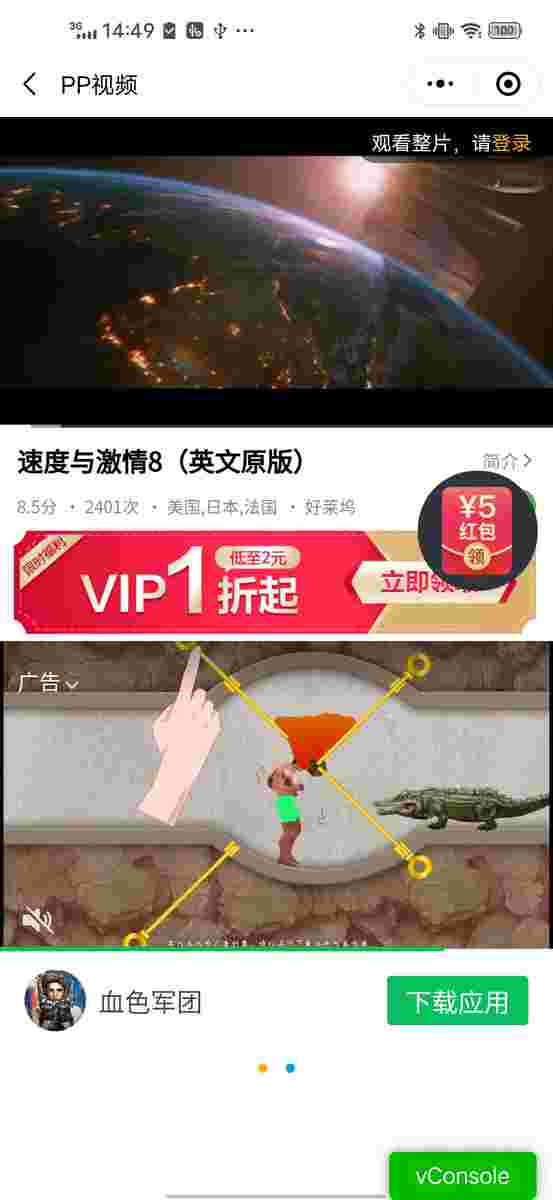 3G 14:49 100
PP视频
观看整片，请登录
速度与激情8（英文原版）
简介
8.5分 · 2401次 · 美国,日本,法国 · 好莱坞
¥5
红包
领
限时福利
VIP1折起
低至2元
立即领
广告
血色军团
下载应用
vConsole